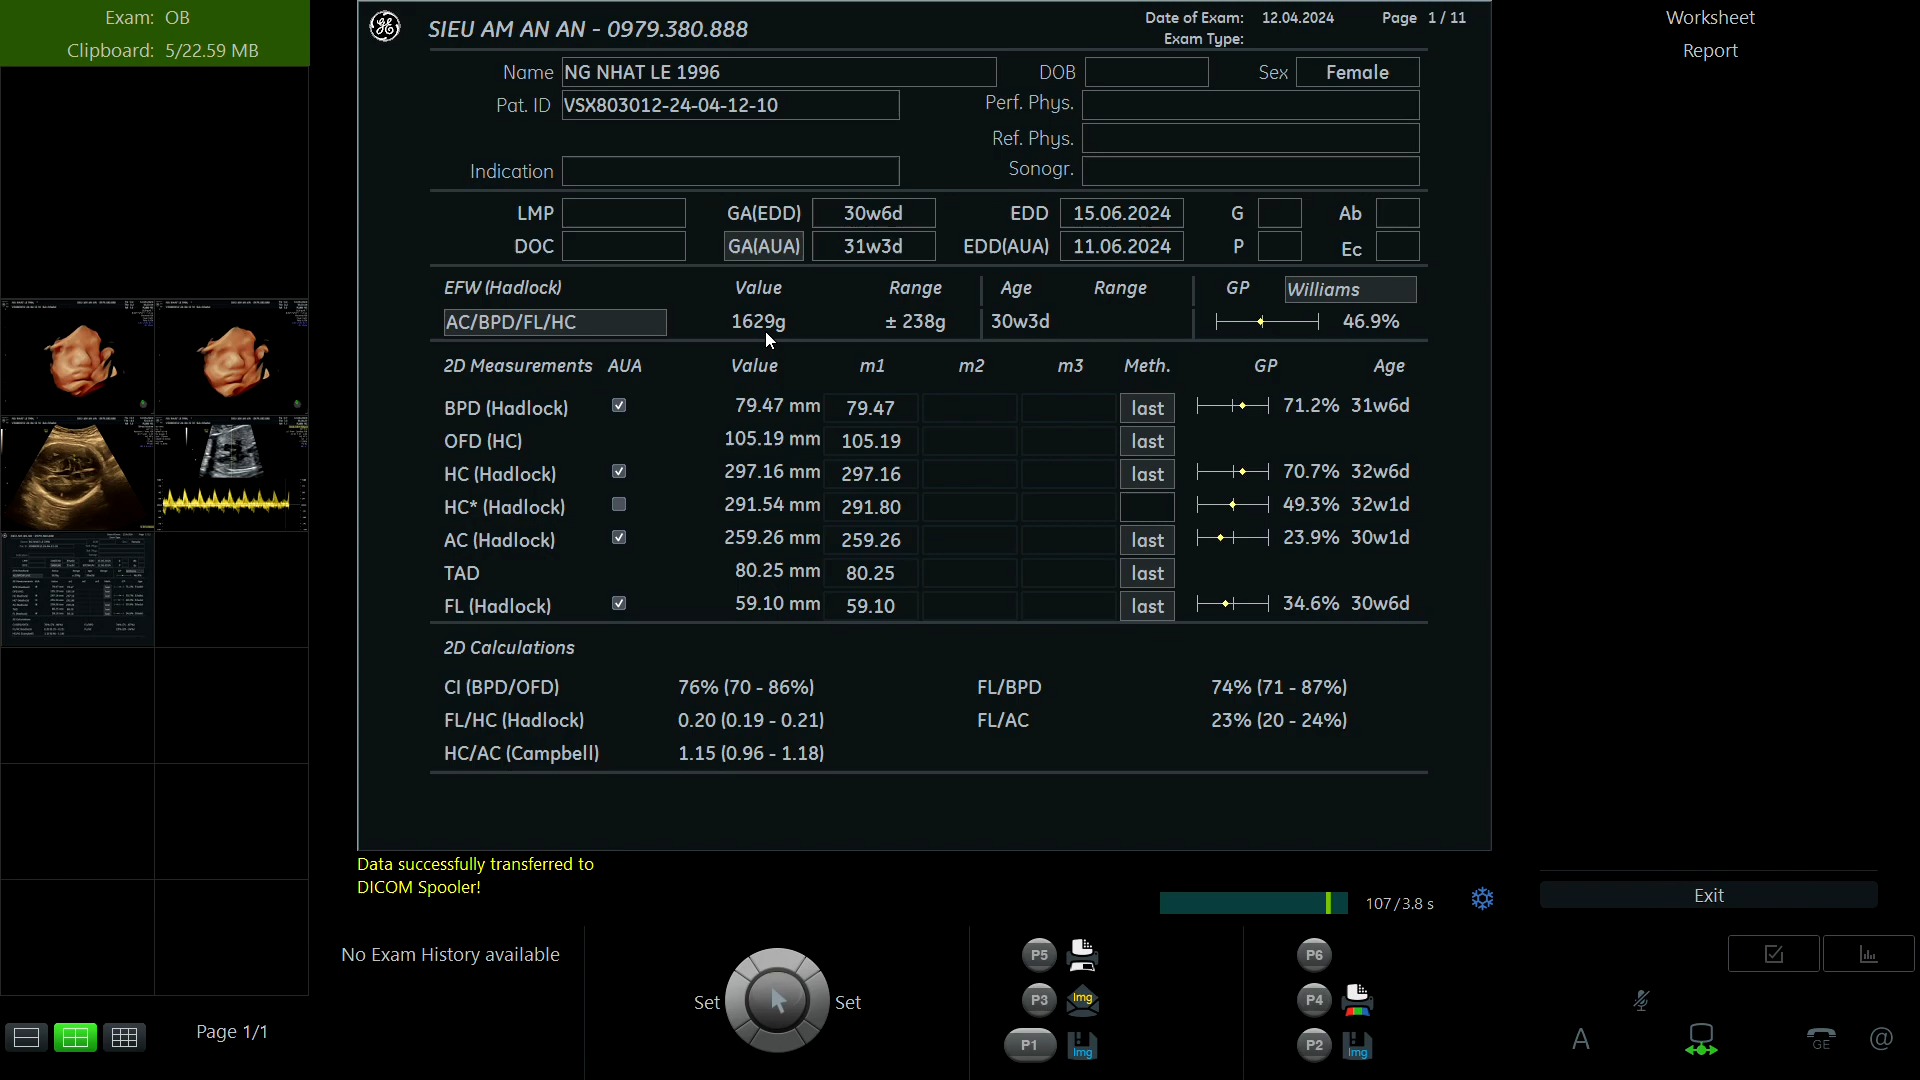 Exam: OB
Clipboard: 5/22.59 MB
SIEU AM AN AN - 0979.380.888
Date of Exam: 12.04.2024 Page 1 / 11
Exam Type:
Worksheet
Report
Name NG NHAT LE 1996 DOB Sex Female
Pat. ID VSX803012-24-04-12-10 Perf. Phys.
Ref. Phys.
Indication Sonogr.
LMP GA(EDD) 30w6d EDD 15.06.2024 G Ab
DOC GA(AUA) 31w3d EDD(AUA) 11.06.2024 P Ec
EFW (Hadlock) Value Range Age Range GP Williams
AC/BPD/FL/HC 1629g ± 238g 30w3d 46.9%
2D Measurements AUA Value m1 m2 m3 Meth. GP Age
BPD (Hadlock) 79.47 mm 79.47 last 71.2% 31w6d
OFD (HC) 105.19 mm 105.19 last
HC (Hadlock) 297.16 mm 297.16 last 70.7% 32w6d
HC* (Hadlock) 291.54 mm 291.80 49.3% 32w1d
AC (Hadlock) 259.26 mm 259.26 last 23.9% 30w1d
TAD 80.25 mm 80.25 last
FL (Hadlock) 59.10 mm 59.10 last 34.6% 30w6d
2D Calculations
CI (BPD/OFD) 76% (70 - 86%) FL/BPD 74% (71 - 87%)
FL/HC (Hadlock) 0.20 (0.19 - 0.21) FL/AC 23% (20 - 24%)
HC/AC (Campbell) 1.15 (0.96 - 1.18)
Data successfully transferred to
DICOM Spooler!
107/3.8 s
Exit
No Exam History available
Set Set
P5 P6
P3 Img P4
P1 Img P2 Img
Page 1/1
A GE @